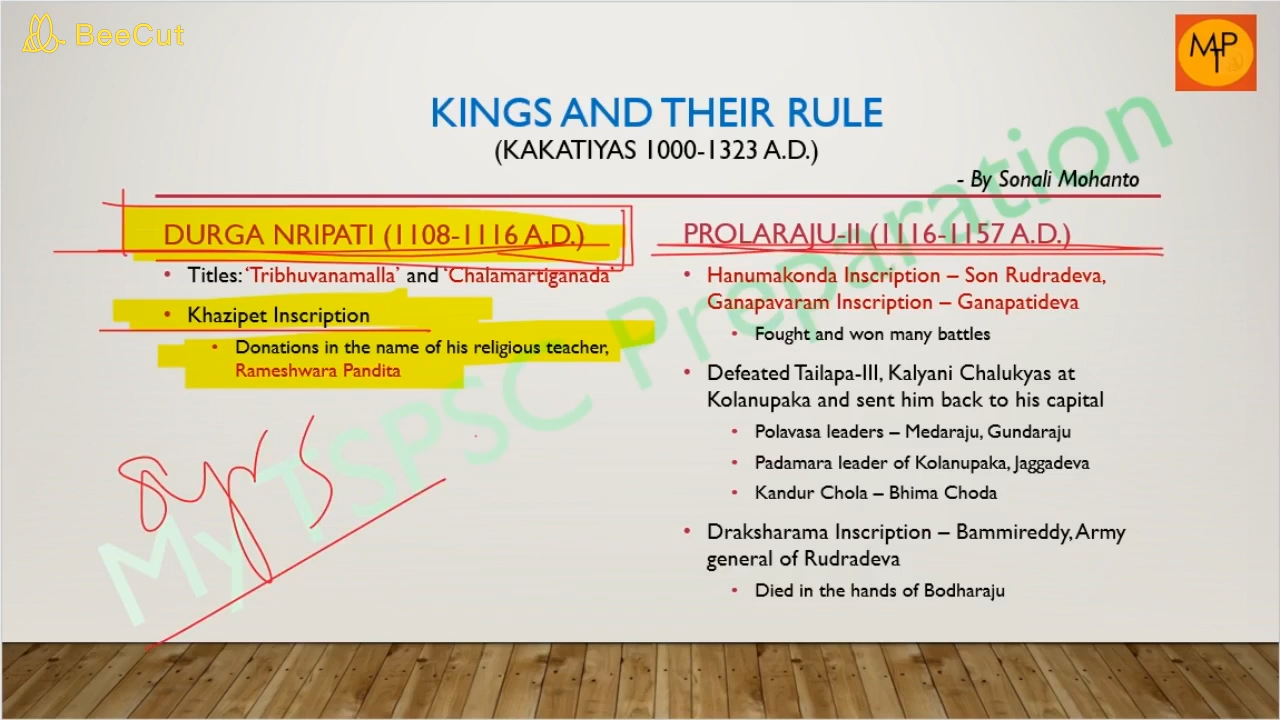 BeeCut
MTP
KINGS AND THEIR RULE
(KAKATIYAS 1000-1323 A.D.)
- By Sonali Mohanto
DURGA NRIPATI (1108-1116 A.D.)
• Titles: 'Tribhuvanamalla' and 'Chalamartiganada'
• Khazipet Inscription
• Donations in the name of his religious teacher,
Rameshwara Pandita
8yrs
PROLARAJU-II (1116-1157 A.D.)
• Hanumakonda Inscription – Son Rudradeva,
Ganapavaram Inscription – Ganapatideva
• Fought and won many battles
• Defeated Tailapa-III, Kalyani Chalukyas at
Kolanupaka and sent him back to his capital
• Polavasa leaders – Medaraju, Gundaraju
• Padamara leader of Kolanupaka, Jaggadeva
• Kandur Chola – Bhima Choda
• Draksharama Inscription – Bammireddy, Army
general of Rudradeva
• Died in the hands of Bodharaju
My TSPSC Preparation